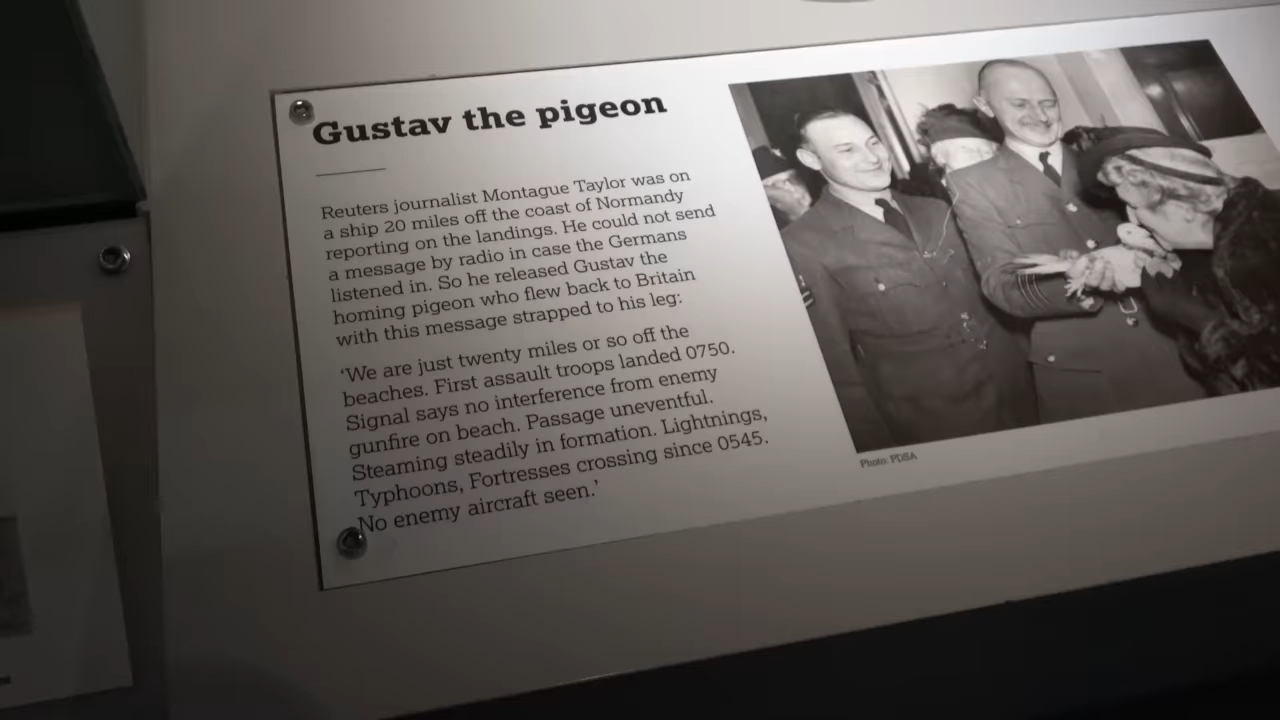 Gustav the pigeon
Reuters journalist Montague Taylor was on
a ship 20 miles off the coast of Normandy
reporting on the landings. He could not send
a message by radio in case the Germans
listened in. So he released Gustav the
homing pigeon who flew back to Britain
with this message strapped to his leg:
‘We are just twenty miles or so off the
beaches. First assault troops landed 0750.
Signal says no interference from enemy
gunfire on beach. Passage uneventful.
Steaming steadily in formation. Lightnings,
Typhoons, Fortresses crossing since 0545.
No enemy aircraft seen.’
Photo: PDSA